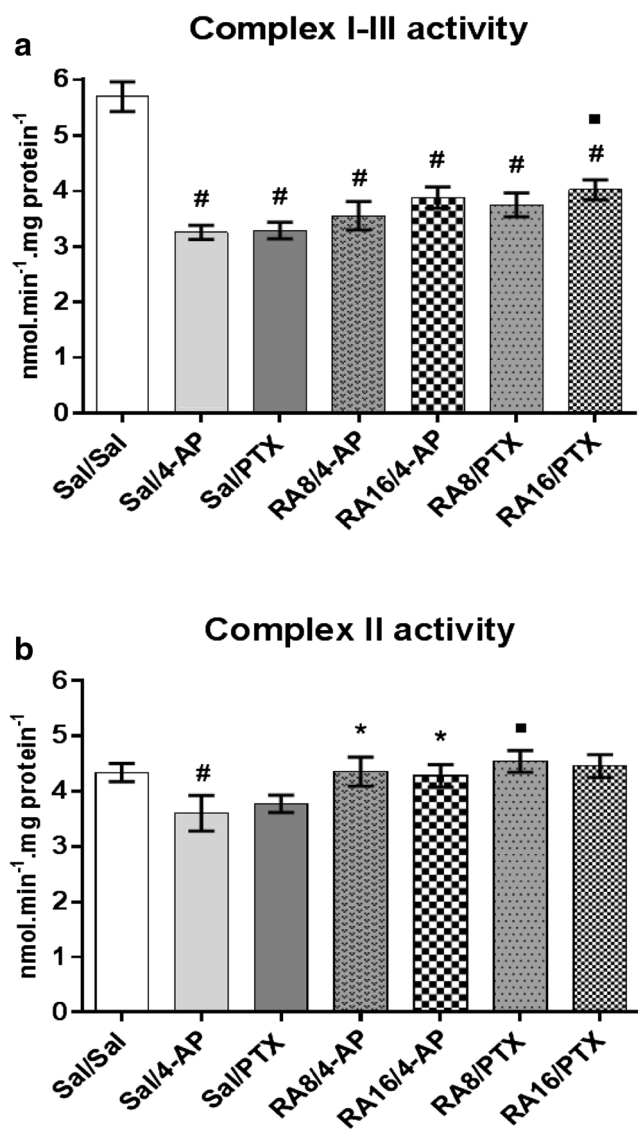 Complex I-III activity
a
nmol.min⁻¹.mg protein⁻¹
6
5
4
3
2
1
0
# # # # # ■ #
Sal/Sal
Sal/4-AP
Sal/PTX
RA8/4-AP
RA16/4-AP
RA8/PTX
RA16/PTX
Complex II activity
b
nmol.min⁻¹.mg protein⁻¹
6
5
4
3
2
1
0
# * * ■
Sal/Sal
Sal/4-AP
Sal/PTX
RA8/4-AP
RA16/4-AP
RA8/PTX
RA16/PTX